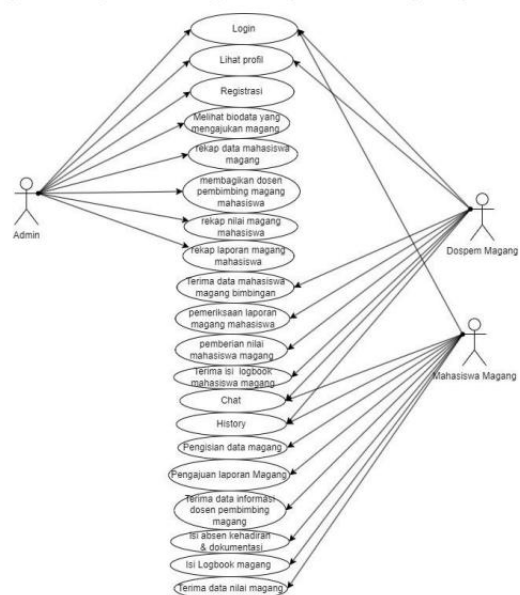 Login
Lihat profil
Registrasi
Melihat biodata yang
mengajukan magang
rekap data mahasiswa
magang
membagikan dosen
pembimbing magang
mahasiswa
rekap nilai magang
mahasiswa
rekap laporan magang
mahasiswa
Terima data mahasiswa
magang bimbingan
pemeriksaan laporan
magang mahasiswa
pemberian nilai
mahasiswa magang
Terima isi logbook
mahasiswa magang
Chat
History
Pengisian data magang
Pengajuan laporan Magang
Terima data informasi
dosen pembimbing
magang
Isi absen kehadiran
& dokumentasi
Isi Logbook magang
Terima data nilai magang
Admin
Dospem Magang
Mahasiswa Magang